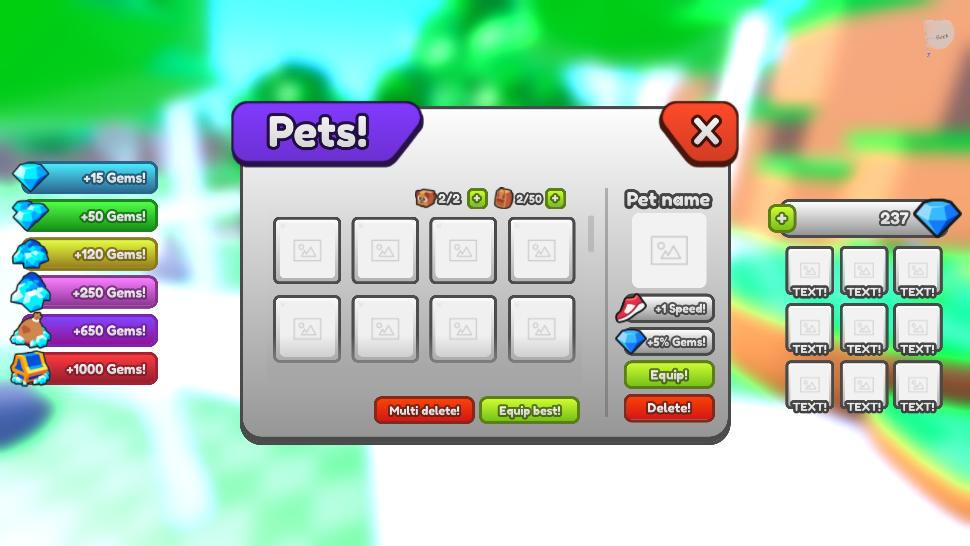 Pets!
X
+15 Gems!
+50 Gems!
+120 Gems!
+250 Gems!
+650 Gems!
+1000 Gems!
2/2
2/50
Pet name
+1 Speed!
+5% Gems!
Equip!
Delete!
Multi delete!
Equip best!
237
TEXT! TEXT! TEXT!
TEXT! TEXT! TEXT!
TEXT! TEXT! TEXT!
Back